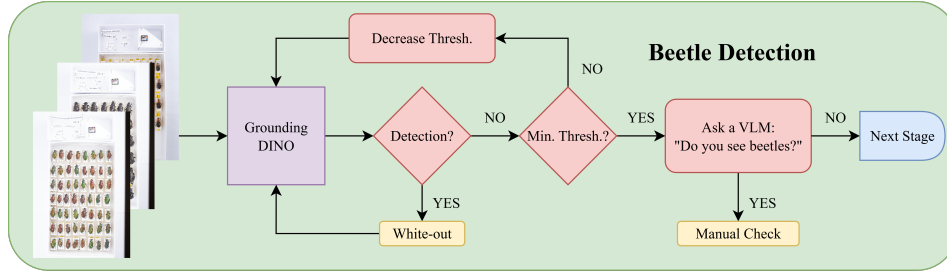 Beetle Detection
Decrease Thresh.
NO
Grounding
DINO
Detection?
NO
Min. Thresh.?
YES
Ask a VLM:
"Do you see beetles?"
NO
Next Stage
YES
White-out
YES
Manual Check